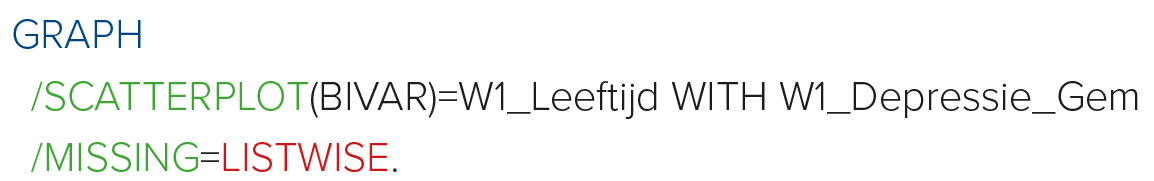 GRAPH
/SCATTERPLOT(BIVAR)=W1_Leeftijd WITH W1_Depressie_Gem
/MISSING=LISTWISE.